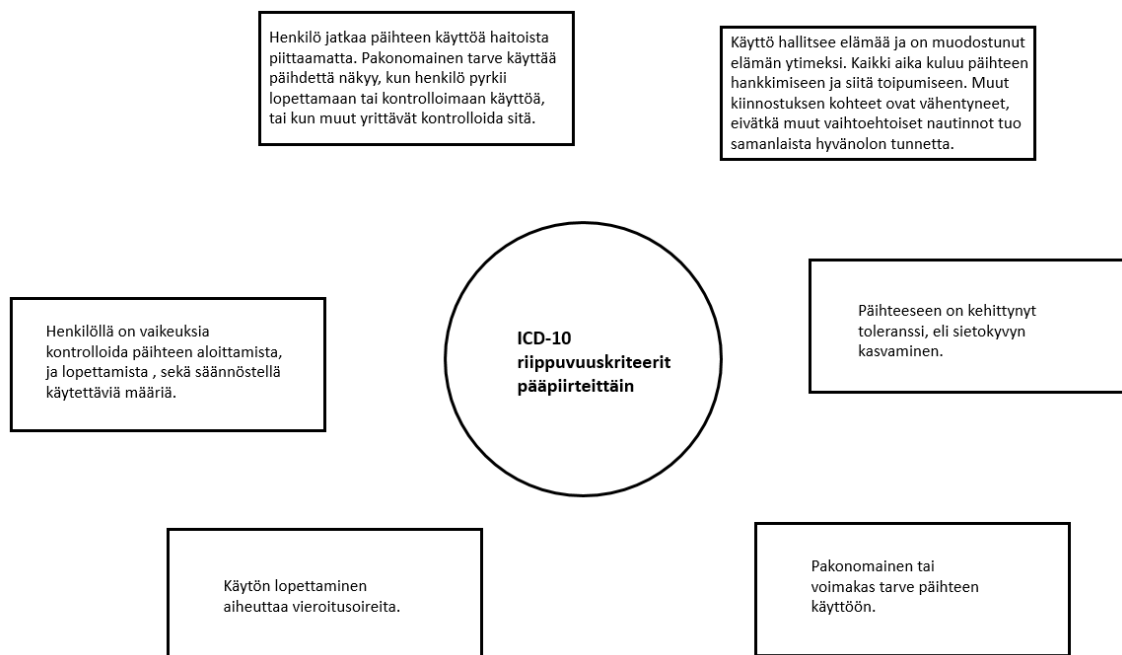 Henkilö jatkaa päihteen käyttöä haitoista
piittaamatta. Pakonomainen tarve käyttää
päihdettä näkyy, kun henkilö pyrkii
lopettamaan tai kontrolloimaan käyttöä,
tai kun muut yrittävät kontrolloida sitä.
Käyttö hallitsee elämää ja on muodostunut
elämän ytimeksi. Kaikki aika kuluu päihteen
hankkimiseen ja siitä toipumiseen. Muut
kiinnostuksen kohteet ovat vähentyneet,
eivätkä muut vaihtoehtoiset nautinnot tuo
samanlaista hyvänolon tunnetta.
Henkilöllä on vaikeuksia
kontrolloida päihteen aloittamista,
ja lopettamista , sekä säännöstellä
käytettäviä määriä.
ICD-10
riippuvuuskriteerit
pääpiirteittäin
Päihteeseen on kehittynyt
toleranssi, eli sietokyvyn
kasvaminen.
Käytön lopettaminen
aiheuttaa vieroitusoireita.
Pakonomainen tai
voimakas tarve päihteen
käyttöön.